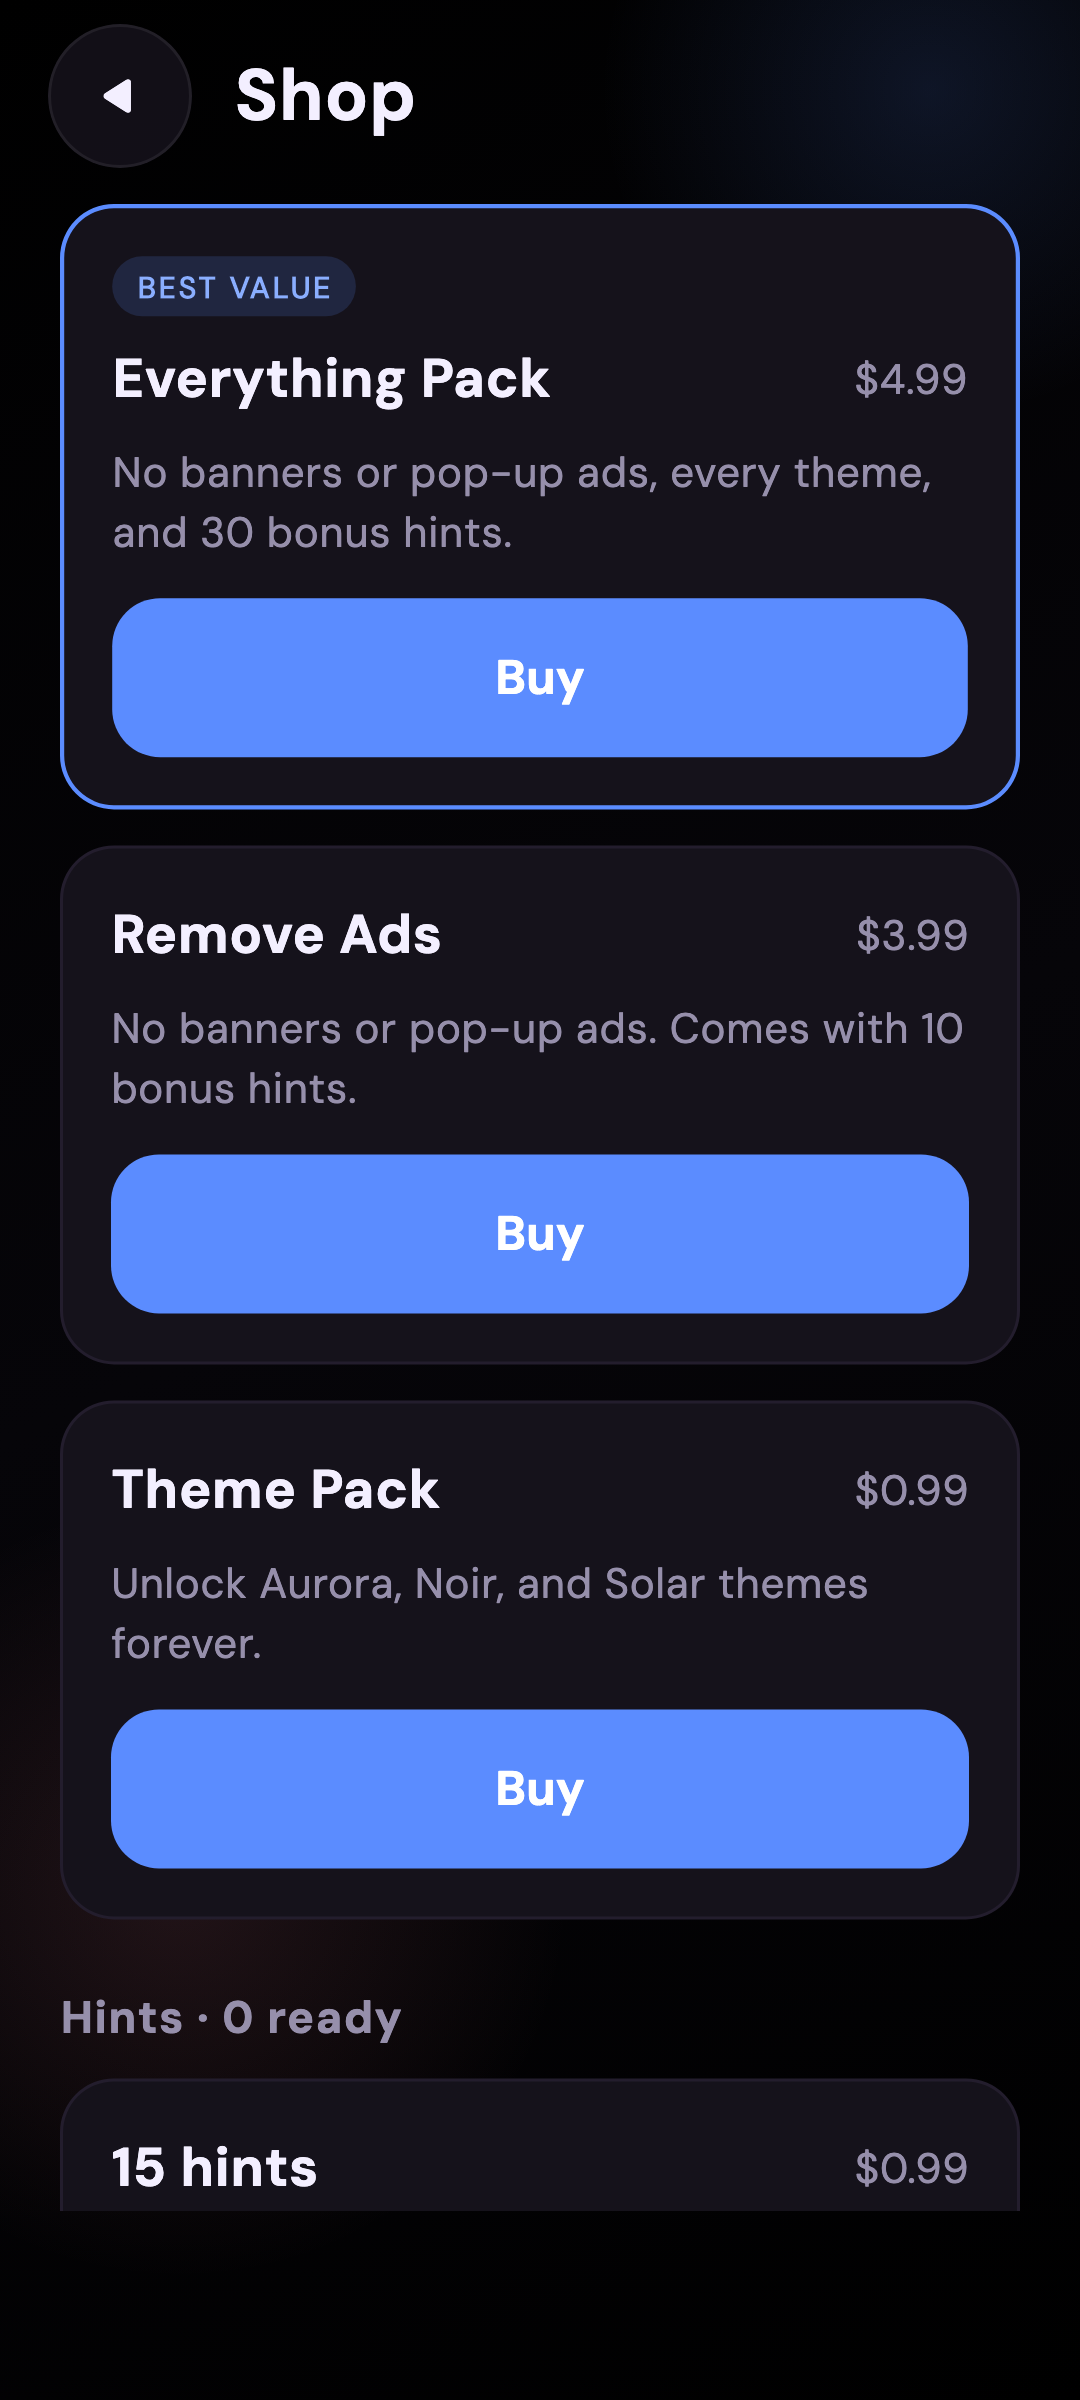 Shop
BEST VALUE
Everything Pack
$4.99
No banners or pop-up ads, every theme,
and 30 bonus hints.
Buy
Remove Ads
$3.99
No banners or pop-up ads. Comes with 10
bonus hints.
Buy
Theme Pack
$0.99
Unlock Aurora, Noir, and Solar themes
forever.
Buy
Hints · 0 ready
15 hints
$0.99